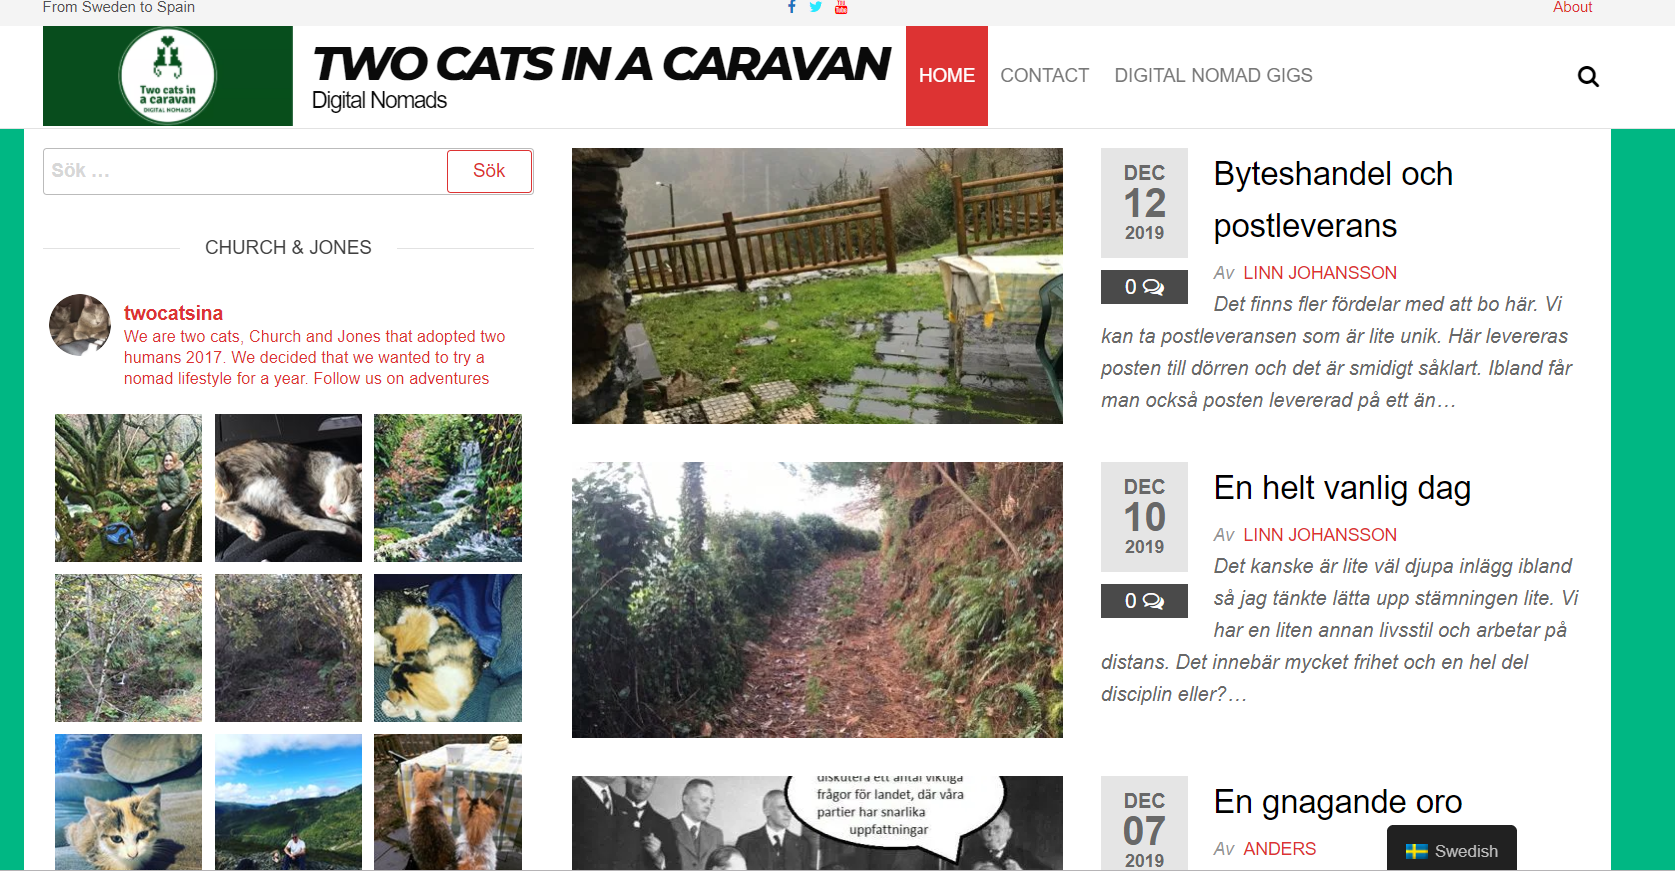 From Sweden to Spain
About
Two cats in
a caravan
DIGITAL NOMADS
TWO CATS IN A CARAVAN
Digital Nomads
HOME
CONTACT
DIGITAL NOMAD GIGS
Sök …
Sök
CHURCH & JONES
twocatsina
We are two cats, Church and Jones that adopted two
humans 2017. We decided that we wanted to try a
nomad lifestyle for a year. Follow us on adventures
DEC
12
2019
0
Byteshandel och
postleverans
Av LINN JOHANSSON
Det finns fler fördelar med att bo här. Vi
kan ta postleveransen som är lite unik. Här levereras
posten till dörren och det är smidigt såklart. Ibland får
man också posten levererad på ett än…
DEC
10
2019
0
En helt vanlig dag
Av LINN JOHANSSON
Det kanske är lite väl djupa inlägg ibland
så jag tänkte lätta upp stämningen lite. Vi
har en liten annan livsstil och arbetar på
distans. Det innebär mycket frihet och en hel del
disciplin eller?…
diskutera ett antal viktiga
frågor för landet, där våra
partier har snarlika
uppfattningar
DEC
07
2019
En gnagande oro
Av ANDERS
Swedish